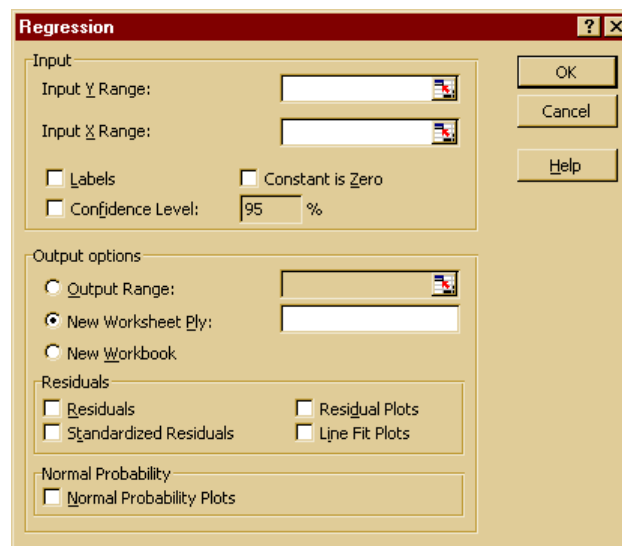 Regression
Input
Input Y Range:
Input X Range:
Labels
Constant is Zero
Confidence Level:
95 %
OK
Cancel
Help
Output options
Output Range:
New Worksheet Ply:
New Workbook
Residuals
Residuals
Residual Plots
Standardized Residuals
Line Fit Plots
Normal Probability
Normal Probability Plots